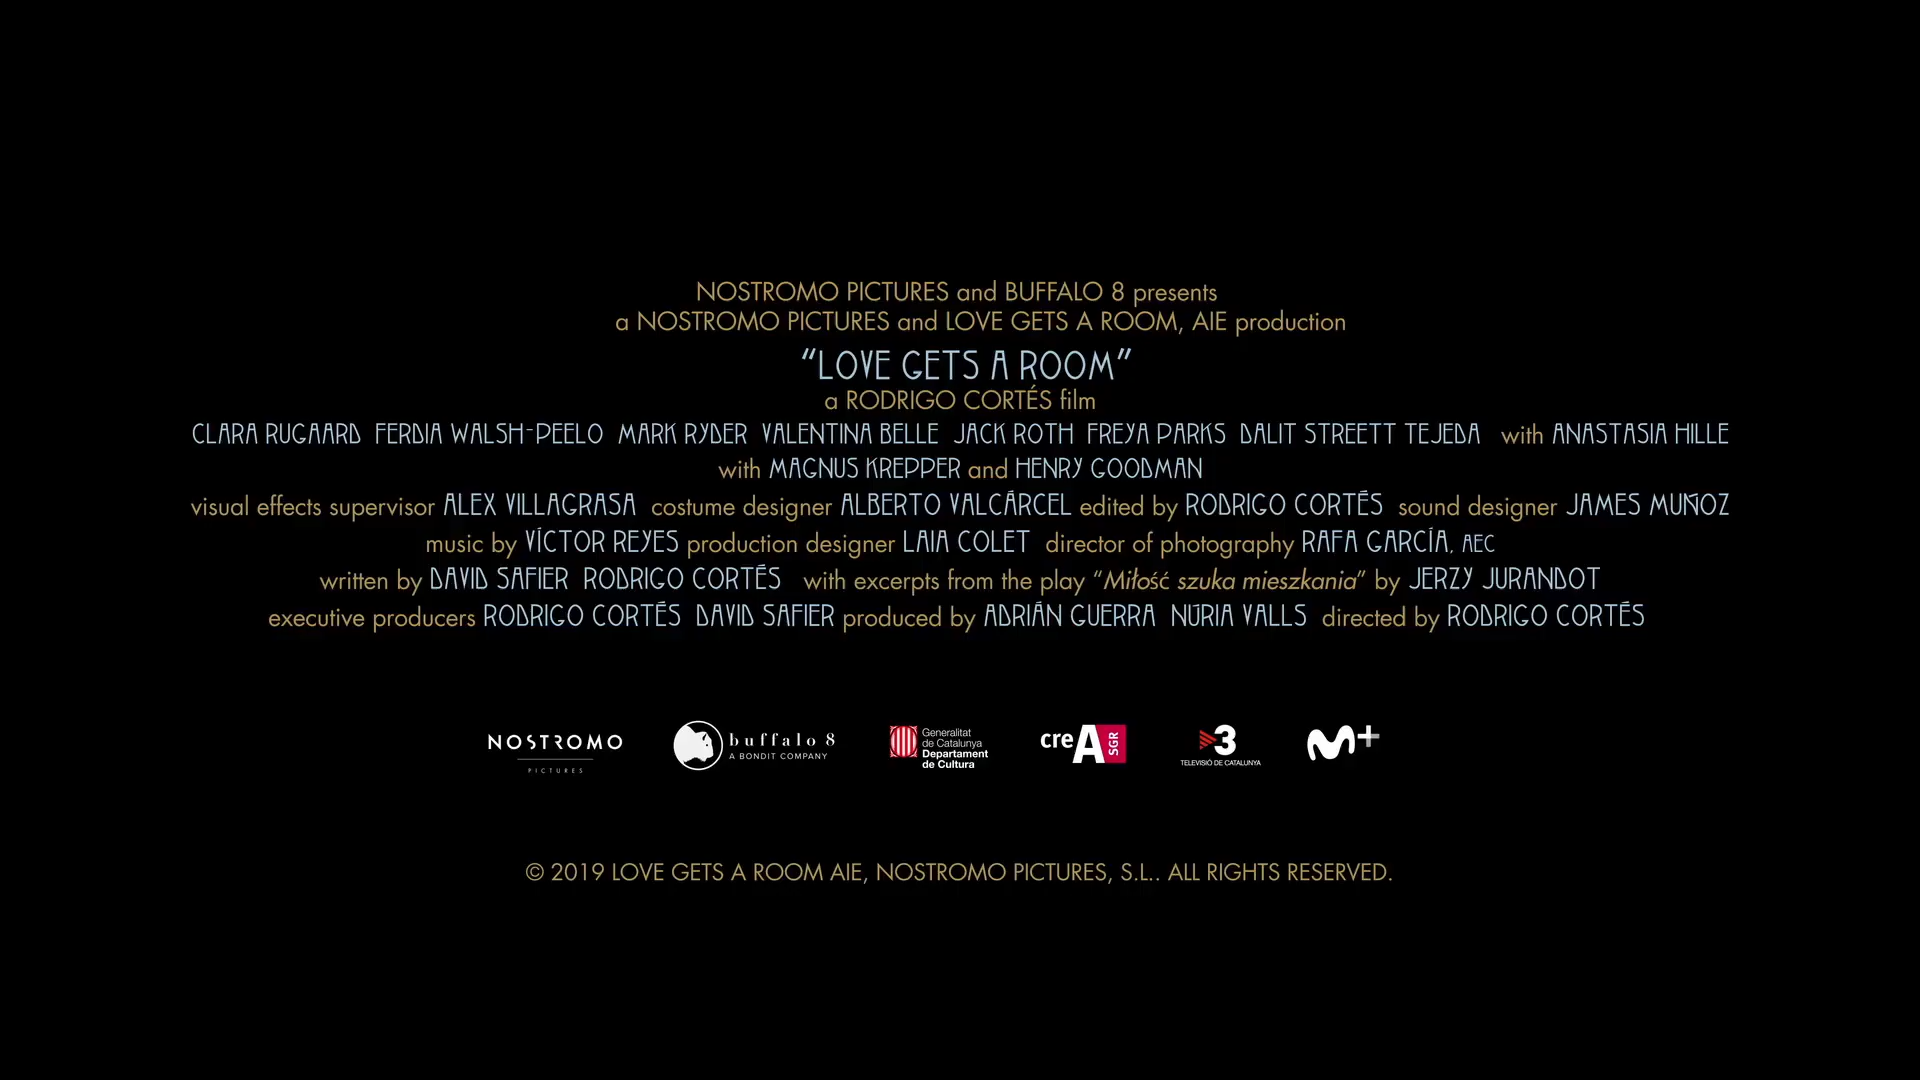 NOSTROMO PICTURES and BUFFALO 8 presents
a NOSTROMO PICTURES and LOVE GETS A ROOM, AIE production
“LOVE GETS A ROOM”
a RODRIGO CORTÉS film
CLARA RUGAARD FERDIA WALSH-PEELO MARK RYDER VALENTINA BELLE JACK ROTH FREYA PARKS DALIT STREETT TEJEDA with ANASTASIA HILLE
with MAGNUS KREPPER and HENRY GOODMAN
visual effects supervisor ALEX VILLAGRASA costume designer ALBERTO VALCÁRCEL edited by RODRIGO CORTÉS sound designer JAMES MUÑOZ
music by VÍCTOR REYES production designer LAIA COLET director of photography RAFA GARCÍA, AEC
written by DAVID SAFIER RODRIGO CORTÉS with excerpts from the play “Miłość szuka mieszkania” by JERZY JURANDOT
executive producers RODRIGO CORTÉS DAVID SAFIER produced by ADRIÁN GUERRA NÚRIA VALLS directed by RODRIGO CORTÉS
NOSTROMO
PICTURES
buffalo 8
A BONDIT COMPANY
Generalitat
de Catalunya
Departament
de Cultura
creA SGR
3
TELEVISIÓ DE CATALUNYA
M+
© 2019 LOVE GETS A ROOM AIE, NOSTROMO PICTURES, S.L.. ALL RIGHTS RESERVED.